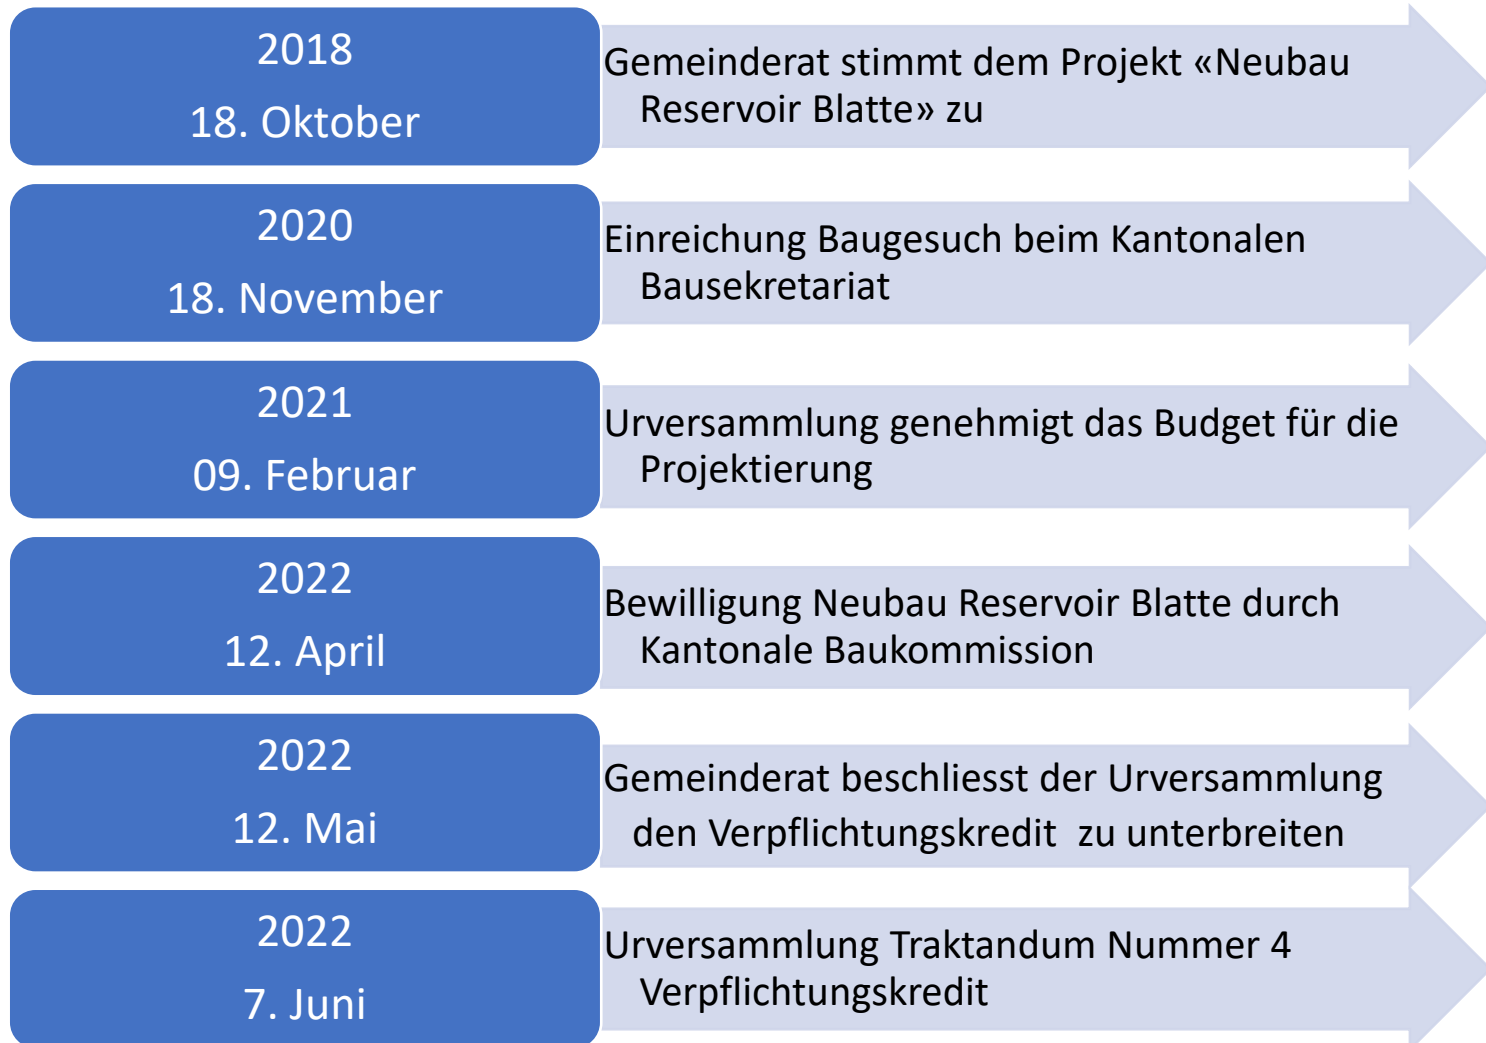 2018
18. Oktober
Gemeinderat stimmt dem Projekt «Neubau
Reservoir Blatte» zu
2020
18. November
Einreichung Baugesuch beim Kantonalen
Bausekretariat
2021
09. Februar
Urversammlung genehmigt das Budget für die
Projektierung
2022
12. April
Bewilligung Neubau Reservoir Blatte durch
Kantonale Baukommission
2022
12. Mai
Gemeinderat beschliesst der Urversammlung
den Verpflichtungskredit zu unterbreiten
2022
7. Juni
Urversammlung Traktandum Nummer 4
Verpflichtungskredit